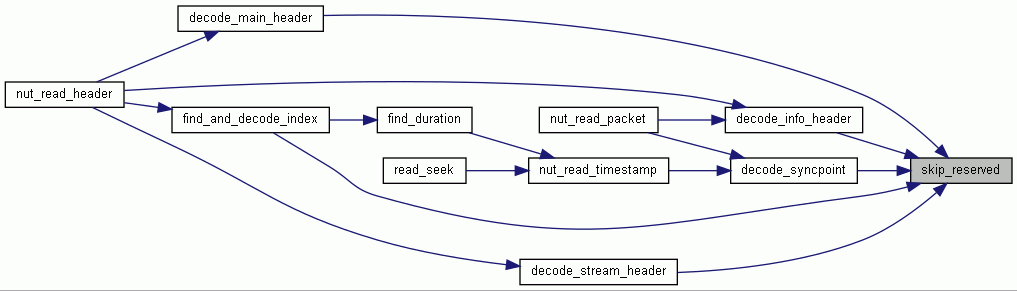 decode_main_header
nut_read_header
find_and_decode_index
find_duration
nut_read_packet
decode_info_header
read_seek
nut_read_timestamp
decode_syncpoint
skip_reserved
decode_stream_header